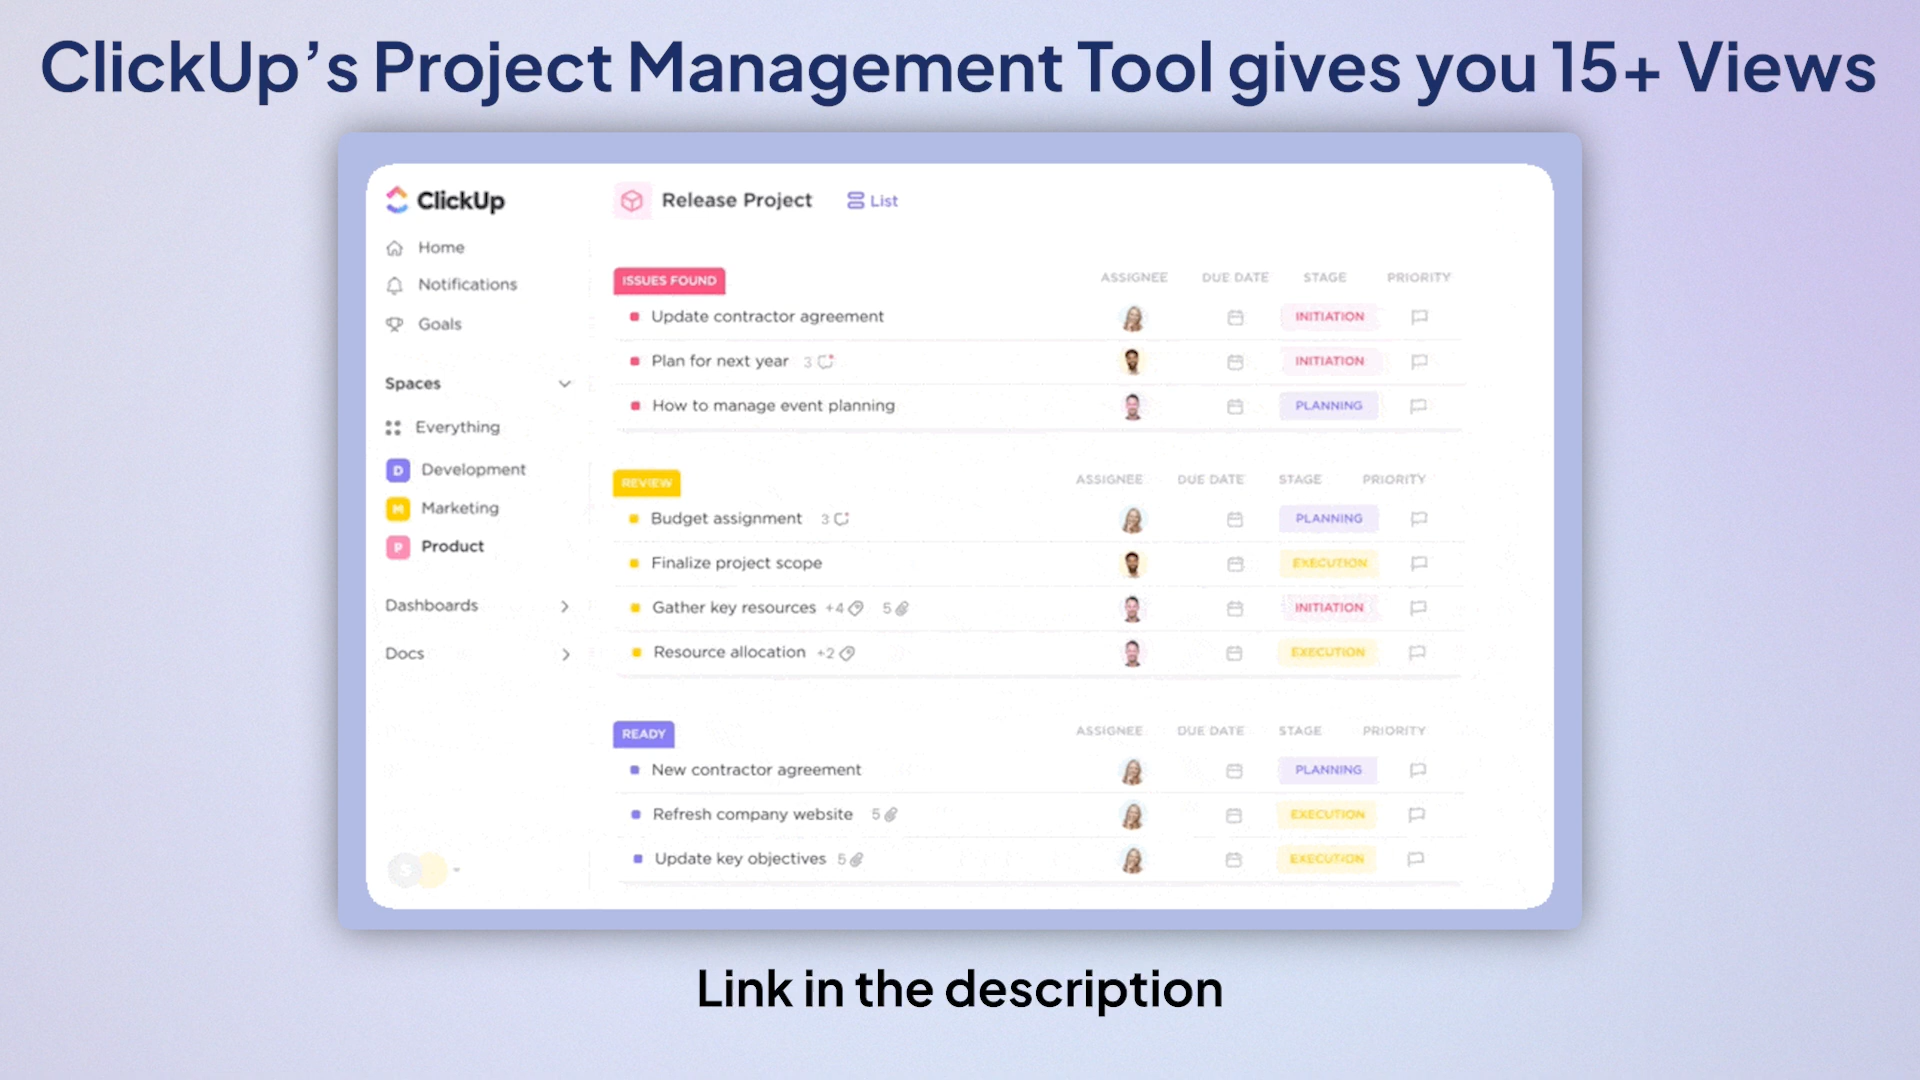 ClickUp’s Project Management Tool gives you 15+ Views
ClickUp
Home
Notifications
Goals
Spaces
Everything
D Development
M Marketing
P Product
Dashboards
Docs
S
Release Project List
ISSUES FOUND ASSIGNEE DUE DATE STAGE PRIORITY
Update contractor agreement INITIATION
Plan for next year 3 INITIATION
How to manage event planning PLANNING
REVIEW ASSIGNEE DUE DATE STAGE PRIORITY
Budget assignment 3 PLANNING
Finalize project scope EXECUTION
Gather key resources +4 5 INITIATION
Resource allocation +2 EXECUTION
READY ASSIGNEE DUE DATE STAGE PRIORITY
New contractor agreement PLANNING
Refresh company website 5 EXECUTION
Update key objectives 5 EXECUTION
Link in the description